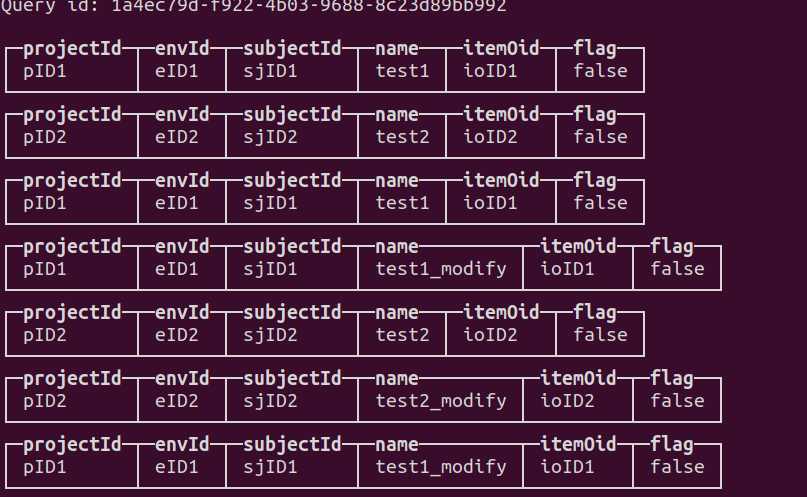 Query id: 1a4ec79d-f922-4b03-9688-8c23d89bb992
projectId envId subjectId name itemOid flag
pID1 eID1 sjID1 test1 ioID1 false
projectId envId subjectId name itemOid flag
pID2 eID2 sjID2 test2 ioID2 false
projectId envId subjectId name itemOid flag
pID1 eID1 sjID1 test1 ioID1 false
projectId envId subjectId name itemOid flag
pID1 eID1 sjID1 test1_modify ioID1 false
projectId envId subjectId name itemOid flag
pID2 eID2 sjID2 test2 ioID2 false
projectId envId subjectId name itemOid flag
pID2 eID2 sjID2 test2_modify ioID2 false
projectId envId subjectId name itemOid flag
pID1 eID1 sjID1 test1_modify ioID1 false